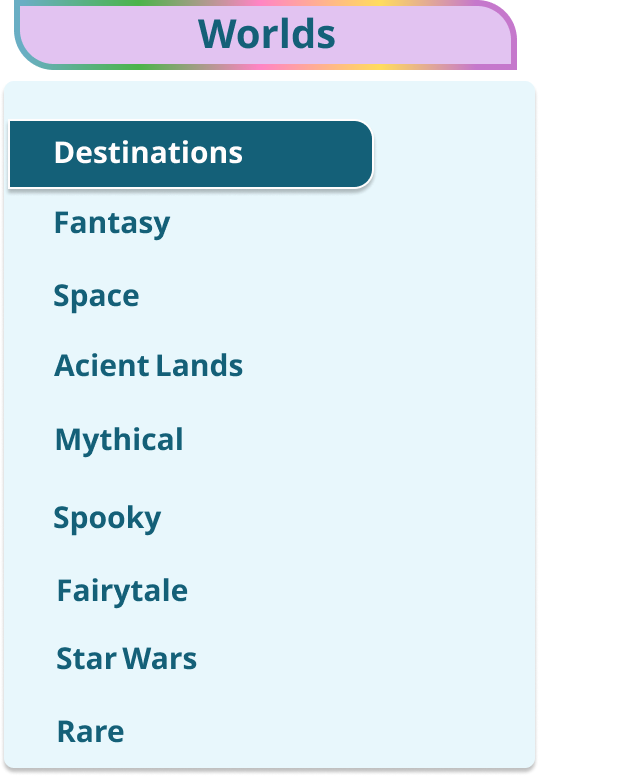 Worlds
Destinations
Fantasy
Space
Acient Lands
Mythical
Spooky
Fairytale
Star Wars
Rare